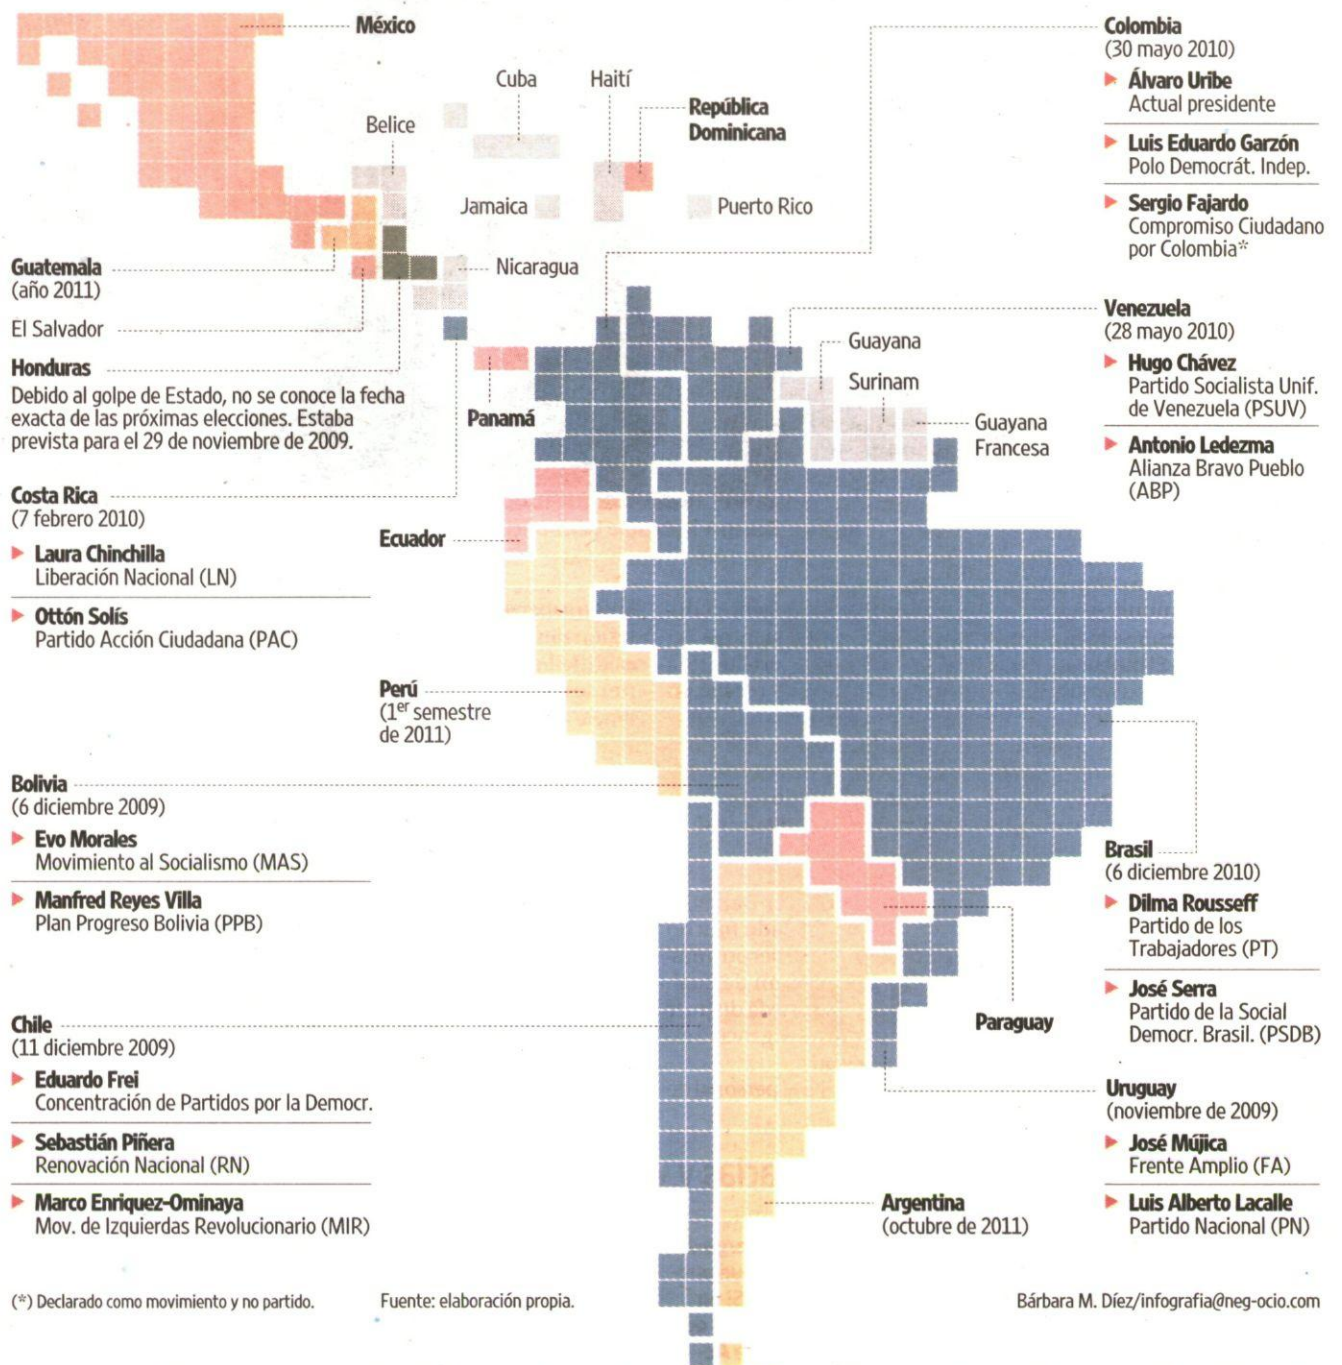 México
Cuba
Haití
República
Dominicana
Belice
Jamaica
Puerto Rico
Nicaragua
Guatemala
(año 2011)
El Salvador
Honduras
Debido al golpe de Estado, no se conoce la fecha
exacta de las próximas elecciones. Estaba
prevista para el 29 de noviembre de 2009.
Panamá
Costa Rica
(7 febrero 2010)
Laura Chinchilla
Liberación Nacional (LN)
Ottón Solís
Partido Acción Ciudadana (PAC)
Ecuador
Perú
(1er semestre
de 2011)
Bolivia
(6 diciembre 2009)
Evo Morales
Movimiento al Socialismo (MAS)
Manfred Reyes Villa
Plan Progreso Bolivia (PPB)
Chile
(11 diciembre 2009)
Eduardo Frei
Concentración de Partidos por la Democr.
Sebastián Piñera
Renovación Nacional (RN)
Marco Enriquez-Ominaya
Mov. de Izquierdas Revolucionario (MIR)
Colombia
(30 mayo 2010)
Álvaro Uribe
Actual presidente
Luis Eduardo Garzón
Polo Democrát. Indep.
Sergio Fajardo
Compromiso Ciudadano
por Colombia*
Venezuela
(28 mayo 2010)
Hugo Chávez
Partido Socialista Unif.
de Venezuela (PSUV)
Antonio Ledezma
Alianza Bravo Pueblo
(ABP)
Guayana
Surinam
Guayana
Francesa
Brasil
(6 diciembre 2010)
Dilma Rousseff
Partido de los
Trabajadores (PT)
José Serra
Partido de la Social
Democr. Brasil. (PSDB)
Paraguay
Uruguay
(noviembre de 2009)
José Mújica
Frente Amplio (FA)
Luis Alberto Lacalle
Partido Nacional (PN)
Argentina
(octubre de 2011)
(*) Declarado como movimiento y no partido.
Fuente: elaboración propia.
Bárbara M. Díez/infografia@neg-ocio.com